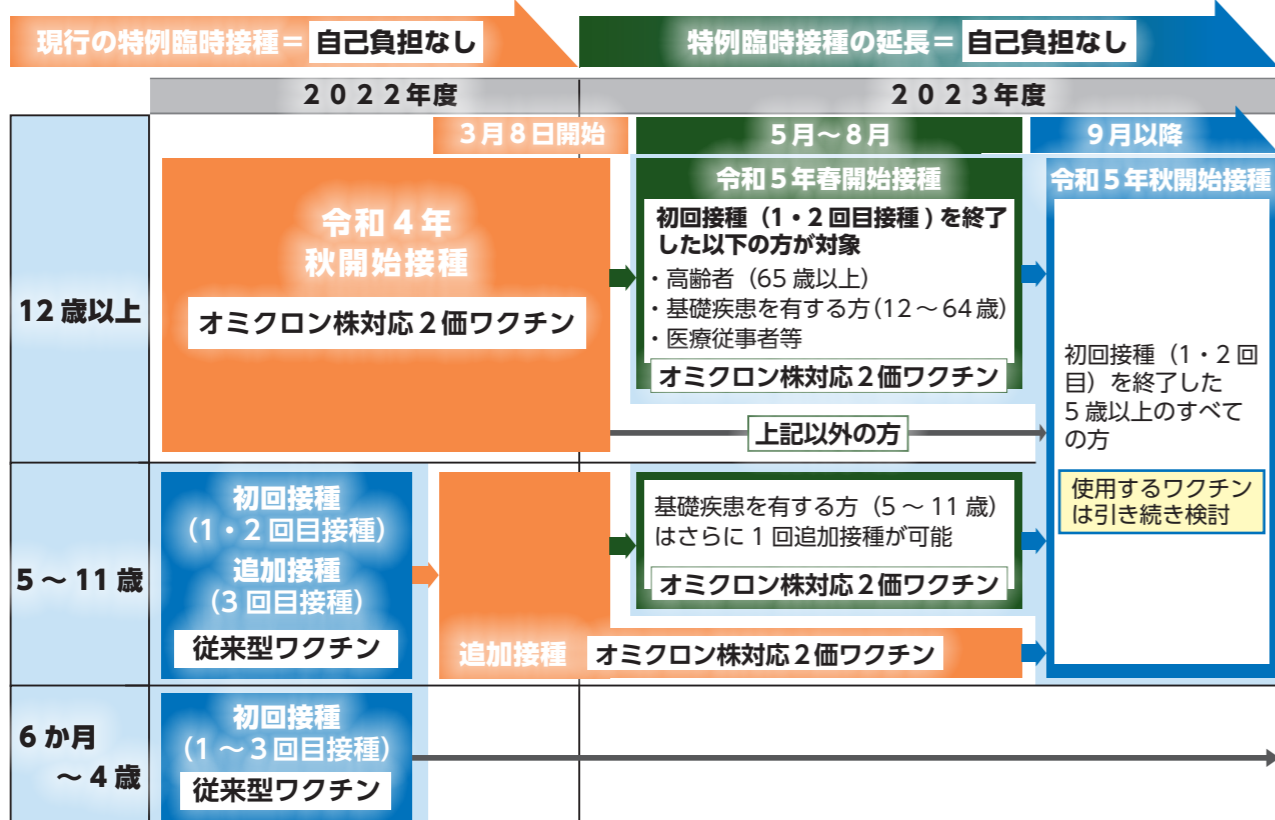 現行の特例臨時接種＝ 自己負担なし
特例臨時接種の延長＝ 自己負担なし
２０２２年度
２０２３年度
３月８日開始
５月～８月
９月以降
12 歳以上
令和４年
秋開始接種
オミクロン株対応２価ワクチン
令和５年春開始接種
初回接種（1・2 回目接種 ) を終了
した以下の方が対象
・高齢者（65 歳以上）
・基礎疾患を有する方（12 ～ 64 歳）
・医療従事者等
オミクロン株対応２価ワクチン
上記以外の方
令和５年秋開始接種
初回接種（1・2 回
目）を終了した
5 歳以上のすべて
の方
使用するワクチン
は引き続き検討
5 ～ 11 歳
初回接種
（1・2 回目接種）
追加接種
（3 回目接種）
従来型ワクチン
基礎疾患を有する方（5 ～ 11 歳）
はさらに 1 回追加接種が可能
オミクロン株対応２価ワクチン
追加接種 オミクロン株対応２価ワクチン
6 か月
～ 4 歳
初回接種
（1 ～ 3 回目接種）
従来型ワクチン